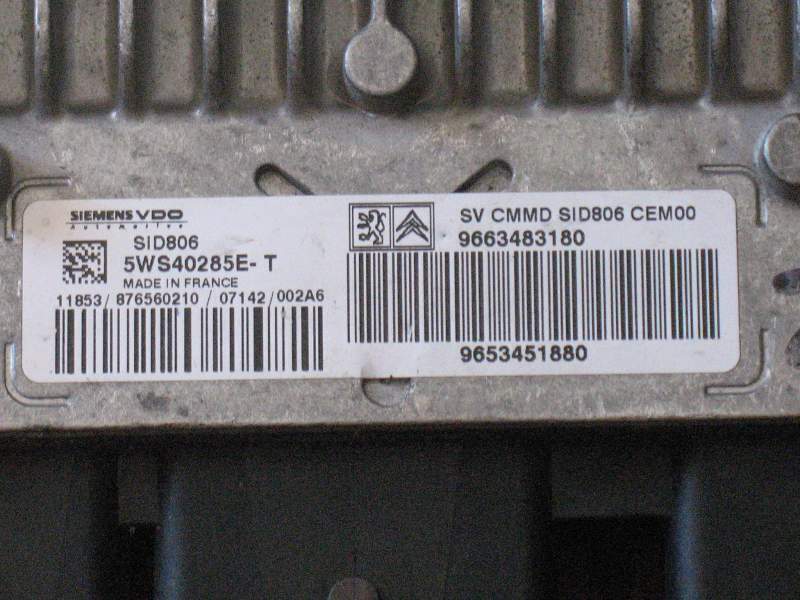 SIEMENS VDO
Automotive
SID806
5WS40285E- T
MADE IN FRANCE
11853/876560210/07142/002A6
SV CMMD SID806 CEM00
9663483180
9653451880